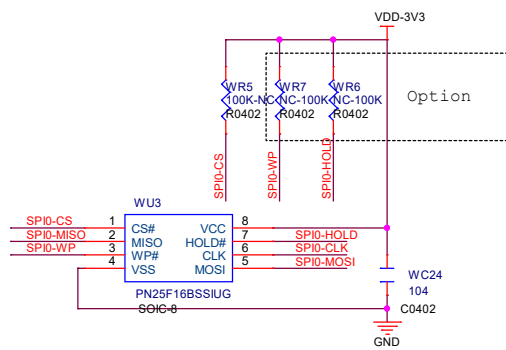 VDD-3V3
WR5 WR7 WR6
100K-NC NC-100K NC-100K
R0402 R0402 R0402
Option
SPI0-CS SPI0-WP SPI0-HOLD
WU3
SPI0-CS 1 CS# VCC 8
SPI0-MISO 2 MISO HOLD# 7 SPI0-HOLD
SPI0-WP 3 WP# CLK 6 SPI0-CLK
4 VSS MOSI 5 SPI0-MOSI
PN25F16BSSIUG
SOIC-8
WC24
104
C0402
GND